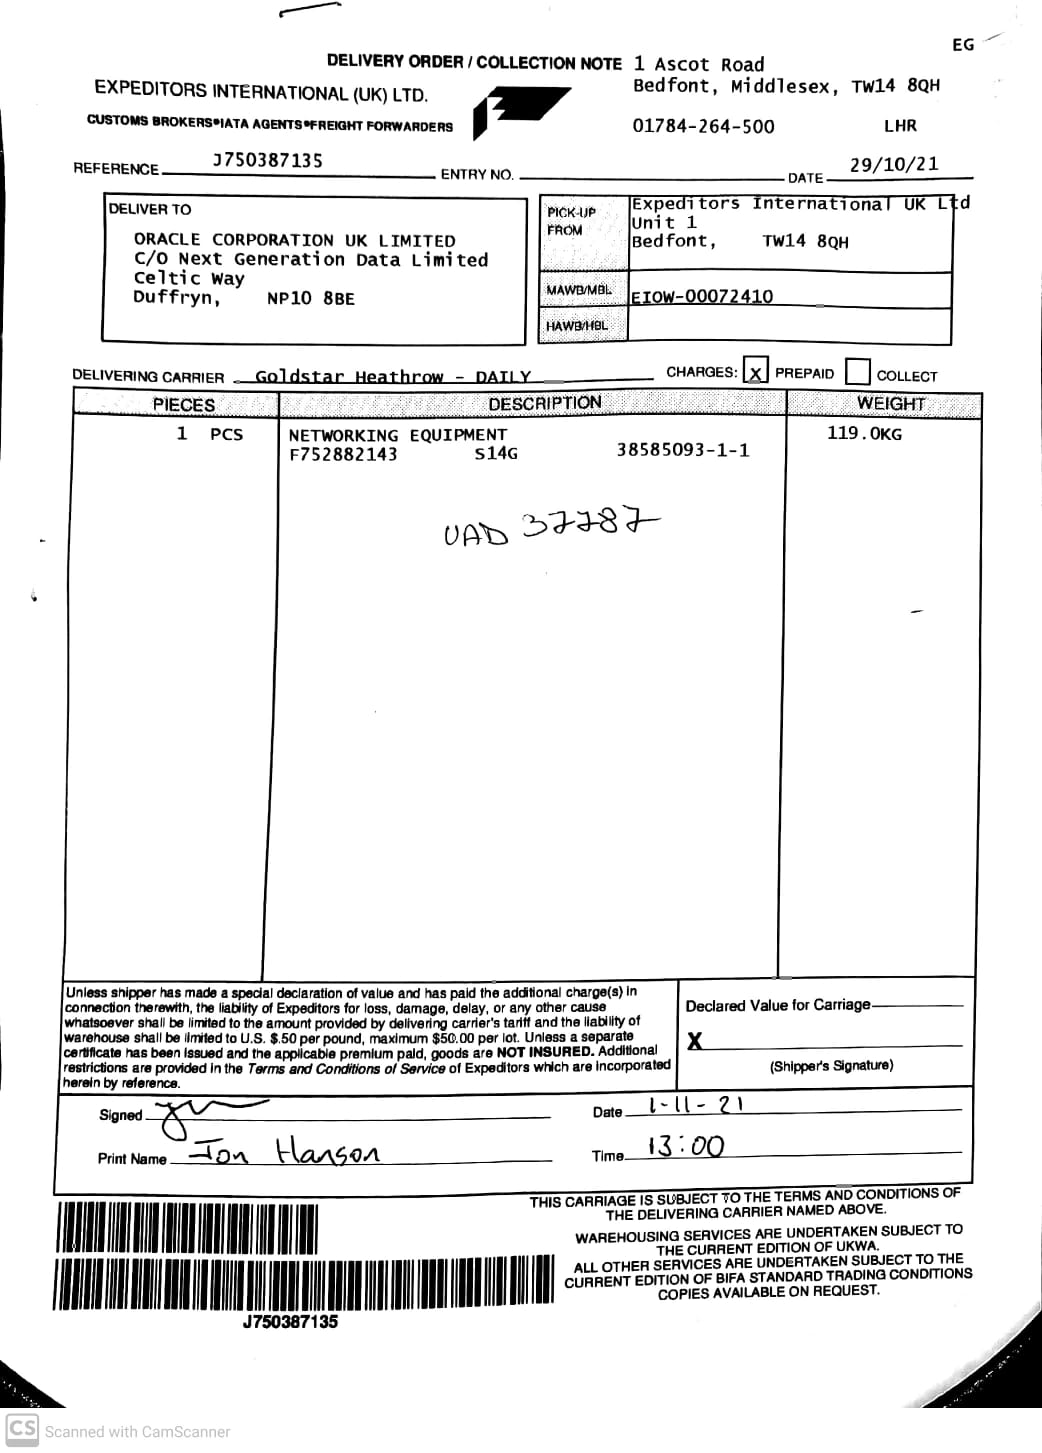 EG
DELIVERY ORDER / COLLECTION NOTE 1 Ascot Road
Bedfont, Middlesex, TW14 8QH
EXPEDITORS INTERNATIONAL (UK) LTD.
CUSTOMS BROKERS•IATA AGENTS•FREIGHT FORWARDERS
01784-264-500 LHR
REFERENCE J750387135 ENTRY NO. DATE 29/10/21
DELIVER TO
ORACLE CORPORATION UK LIMITED
C/O Next Generation Data Limited
Celtic Way
Duffryn, NP10 8BE
PICK-UP FROM
Expeditors International UK Ltd
Unit 1
Bedfont, TW14 8QH
MAWB/MBL EIOW-00072410
HAWB/HBL
DELIVERING CARRIER Goldstar Heathrow - DAILY CHARGES: X PREPAID COLLECT
PIECES DESCRIPTION WEIGHT
1 PCS NETWORKING EQUIPMENT 119.0KG
F752882143 S14G 38585093-1-1
UAD 37787
Unless shipper has made a special declaration of value and has paid the additional charge(s) in
connection therewith, the liability of Expeditors for loss, damage, delay, or any other cause
whatsoever shall be limited to the amount provided by delivering carrier's tariff and the liability of
warehouse shall be limited to U.S. $.50 per pound, maximum $50.00 per lot. Unless a separate
certificate has been issued and the applicable premium paid, goods are NOT INSURED. Additional
restrictions are provided in the Terms and Conditions of Service of Expeditors which are incorporated
herein by reference.
Declared Value for Carriage
X
(Shipper's Signature)
Signed Date 1-11-21
Print Name Jon Hanson Time 13:00
THIS CARRIAGE IS SUBJECT TO THE TERMS AND CONDITIONS OF
THE DELIVERING CARRIER NAMED ABOVE.
WAREHOUSING SERVICES ARE UNDERTAKEN SUBJECT TO
THE CURRENT EDITION OF UKWA.
ALL OTHER SERVICES ARE UNDERTAKEN SUBJECT TO THE
CURRENT EDITION OF BIFA STANDARD TRADING CONDITIONS
COPIES AVAILABLE ON REQUEST.
J750387135
CS Scanned with CamScanner